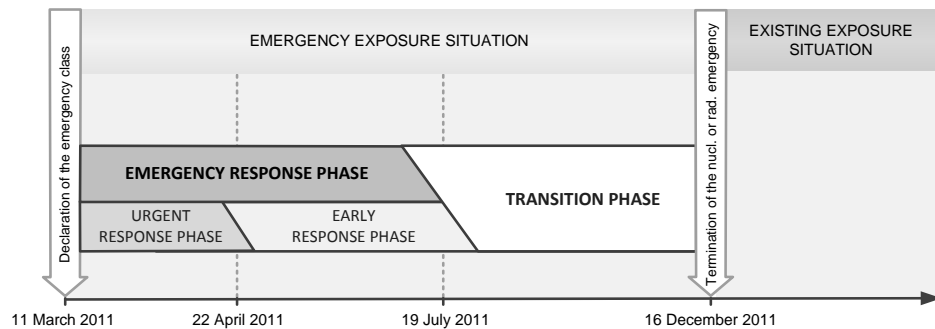 EMERGENCY EXPOSURE SITUATION
EXISTING EXPOSURE
SITUATION
Declaration of the emergency class
Termination of the nucl. or rad. emergency
EMERGENCY RESPONSE PHASE
TRANSITION PHASE
URGENT
RESPONSE PHASE
EARLY
RESPONSE PHASE
11 March 2011
22 April 2011
19 July 2011
16 December 2011